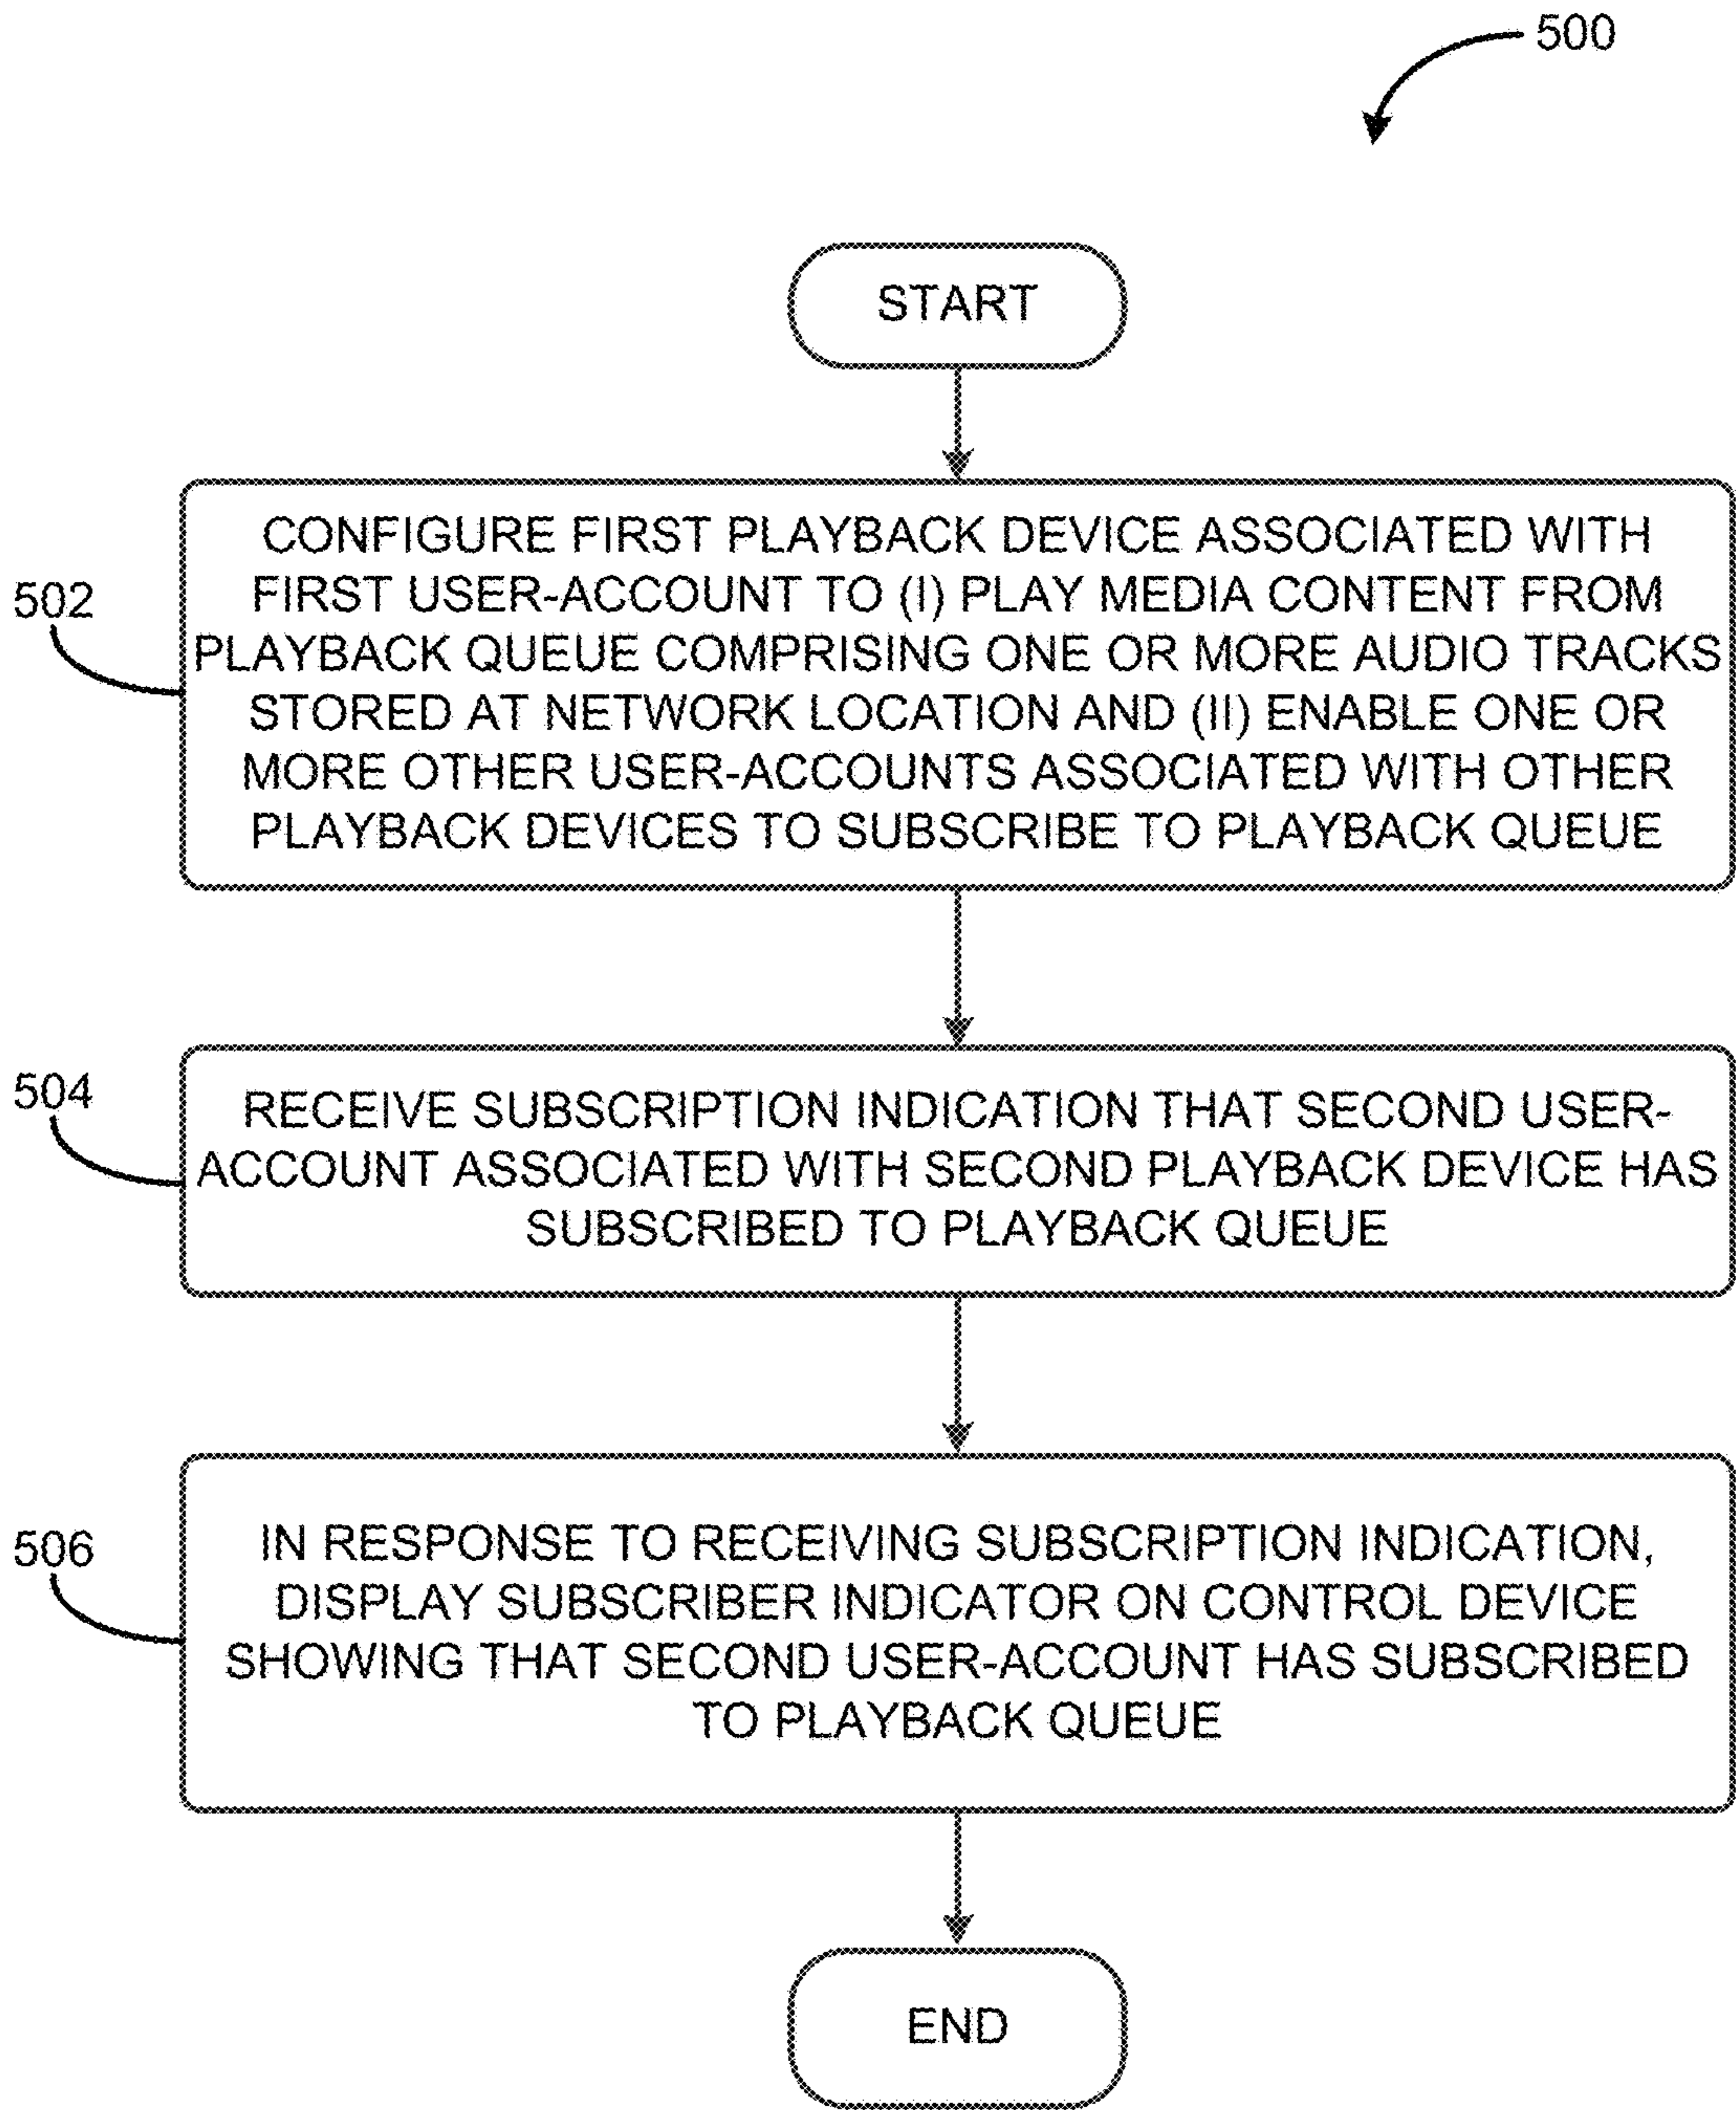 500
START
502
CONFIGURE FIRST PLAYBACK DEVICE ASSOCIATED WITH
FIRST USER-ACCOUNT TO (I) PLAY MEDIA CONTENT FROM
PLAYBACK QUEUE COMPRISING ONE OR MORE AUDIO TRACKS
STORED AT NETWORK LOCATION AND (II) ENABLE ONE OR
MORE OTHER USER-ACCOUNTS ASSOCIATED WITH OTHER
PLAYBACK DEVICES TO SUBSCRIBE TO PLAYBACK QUEUE
504
RECEIVE SUBSCRIPTION INDICATION THAT SECOND USER-
ACCOUNT ASSOCIATED WITH SECOND PLAYBACK DEVICE HAS
SUBSCRIBED TO PLAYBACK QUEUE
506
IN RESPONSE TO RECEIVING SUBSCRIPTION INDICATION,
DISPLAY SUBSCRIBER INDICATOR ON CONTROL DEVICE
SHOWING THAT SECOND USER-ACCOUNT HAS SUBSCRIBED
TO PLAYBACK QUEUE
END